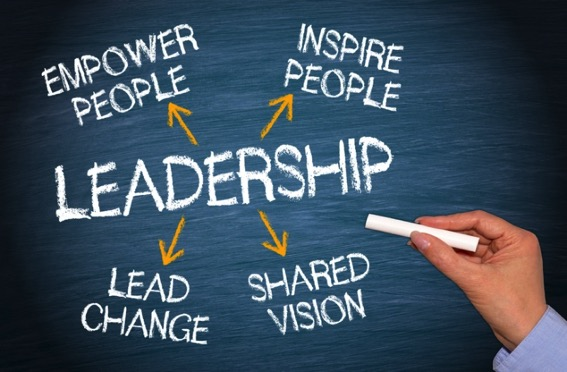 EMPOWER
PEOPLE
INSPIRE
PEOPLE
LEADERSHIP
LEAD
CHANGE
SHARED
VISION